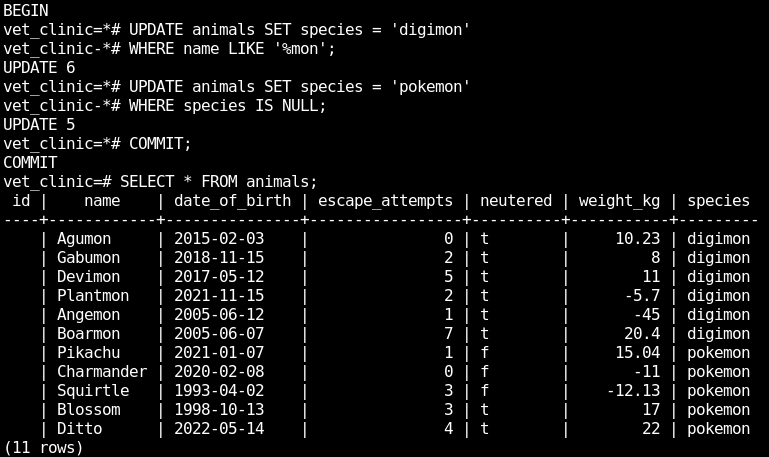 BEGIN
vet_clinic=*# UPDATE animals SET species = 'digimon'
vet_clinic-*# WHERE name LIKE '%mon';
UPDATE 6
vet_clinic=*# UPDATE animals SET species = 'pokemon'
vet_clinic-*# WHERE species IS NULL;
UPDATE 5
vet_clinic=*# COMMIT;
COMMIT
vet_clinic=# SELECT * FROM animals;
 id |    name    | date_of_birth | escape_attempts | neutered | weight_kg | species
----+------------+---------------+-----------------+----------+-----------+---------
    | Agumon     | 2015-02-03    |               0 | t        |     10.23 | digimon
    | Gabumon    | 2018-11-15    |               2 | t        |         8 | digimon
    | Devimon    | 2017-05-12    |               5 | t        |        11 | digimon
    | Plantmon   | 2021-11-15    |               2 | t        |      -5.7 | digimon
    | Angemon    | 2005-06-12    |               1 | t        |       -45 | digimon
    | Boarmon    | 2005-06-07    |               7 | t        |      20.4 | digimon
    | Pikachu    | 2021-01-07    |               1 | f        |     15.04 | pokemon
    | Charmander | 2020-02-08    |               0 | f        |       -11 | pokemon
    | Squirtle   | 1993-04-02    |               3 | f        |    -12.13 | pokemon
    | Blossom    | 1998-10-13    |               3 | t        |        17 | pokemon
    | Ditto      | 2022-05-14    |               4 | t        |        22 | pokemon
(11 rows)